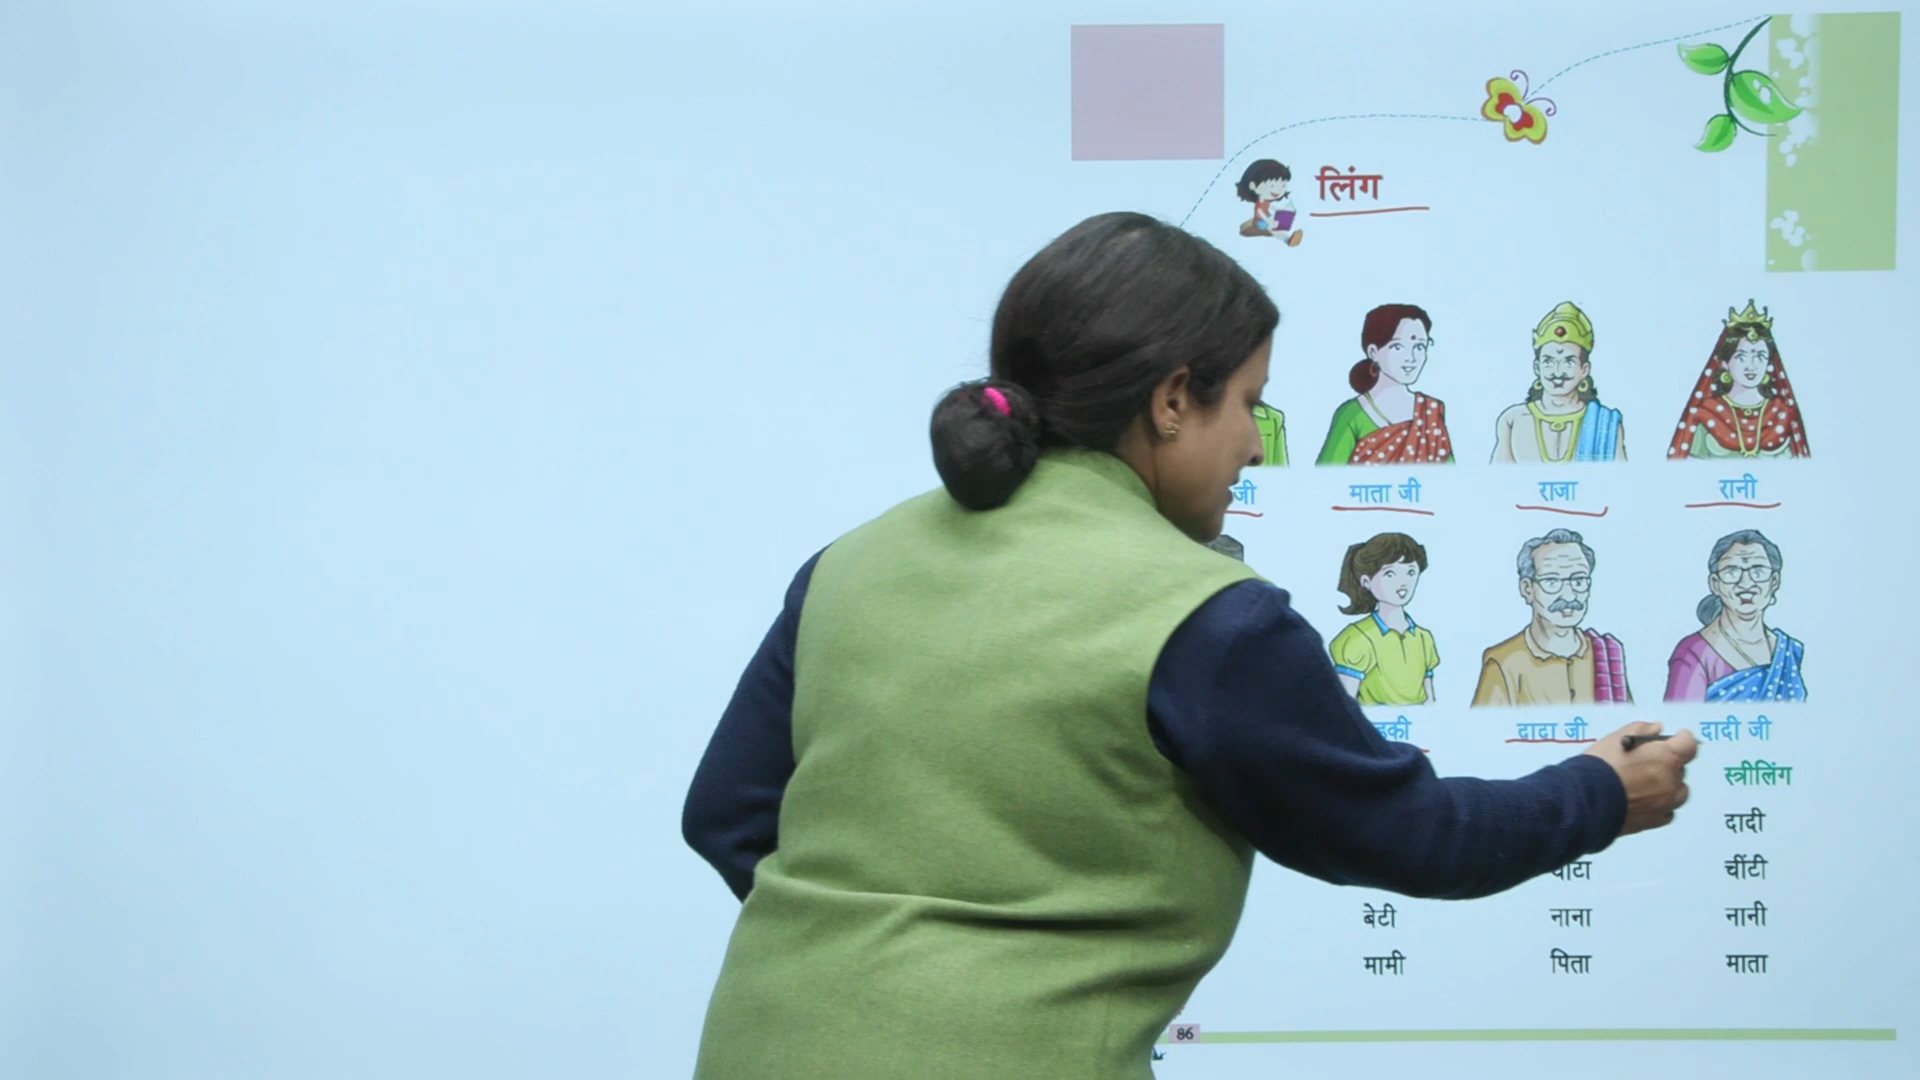 लिंग
जी माता जी राजा रानी
दादा जी दादी जी
स्त्रीलिंग
दादी
चींटी
बेटी नाना नानी
मामी पिता माता
86